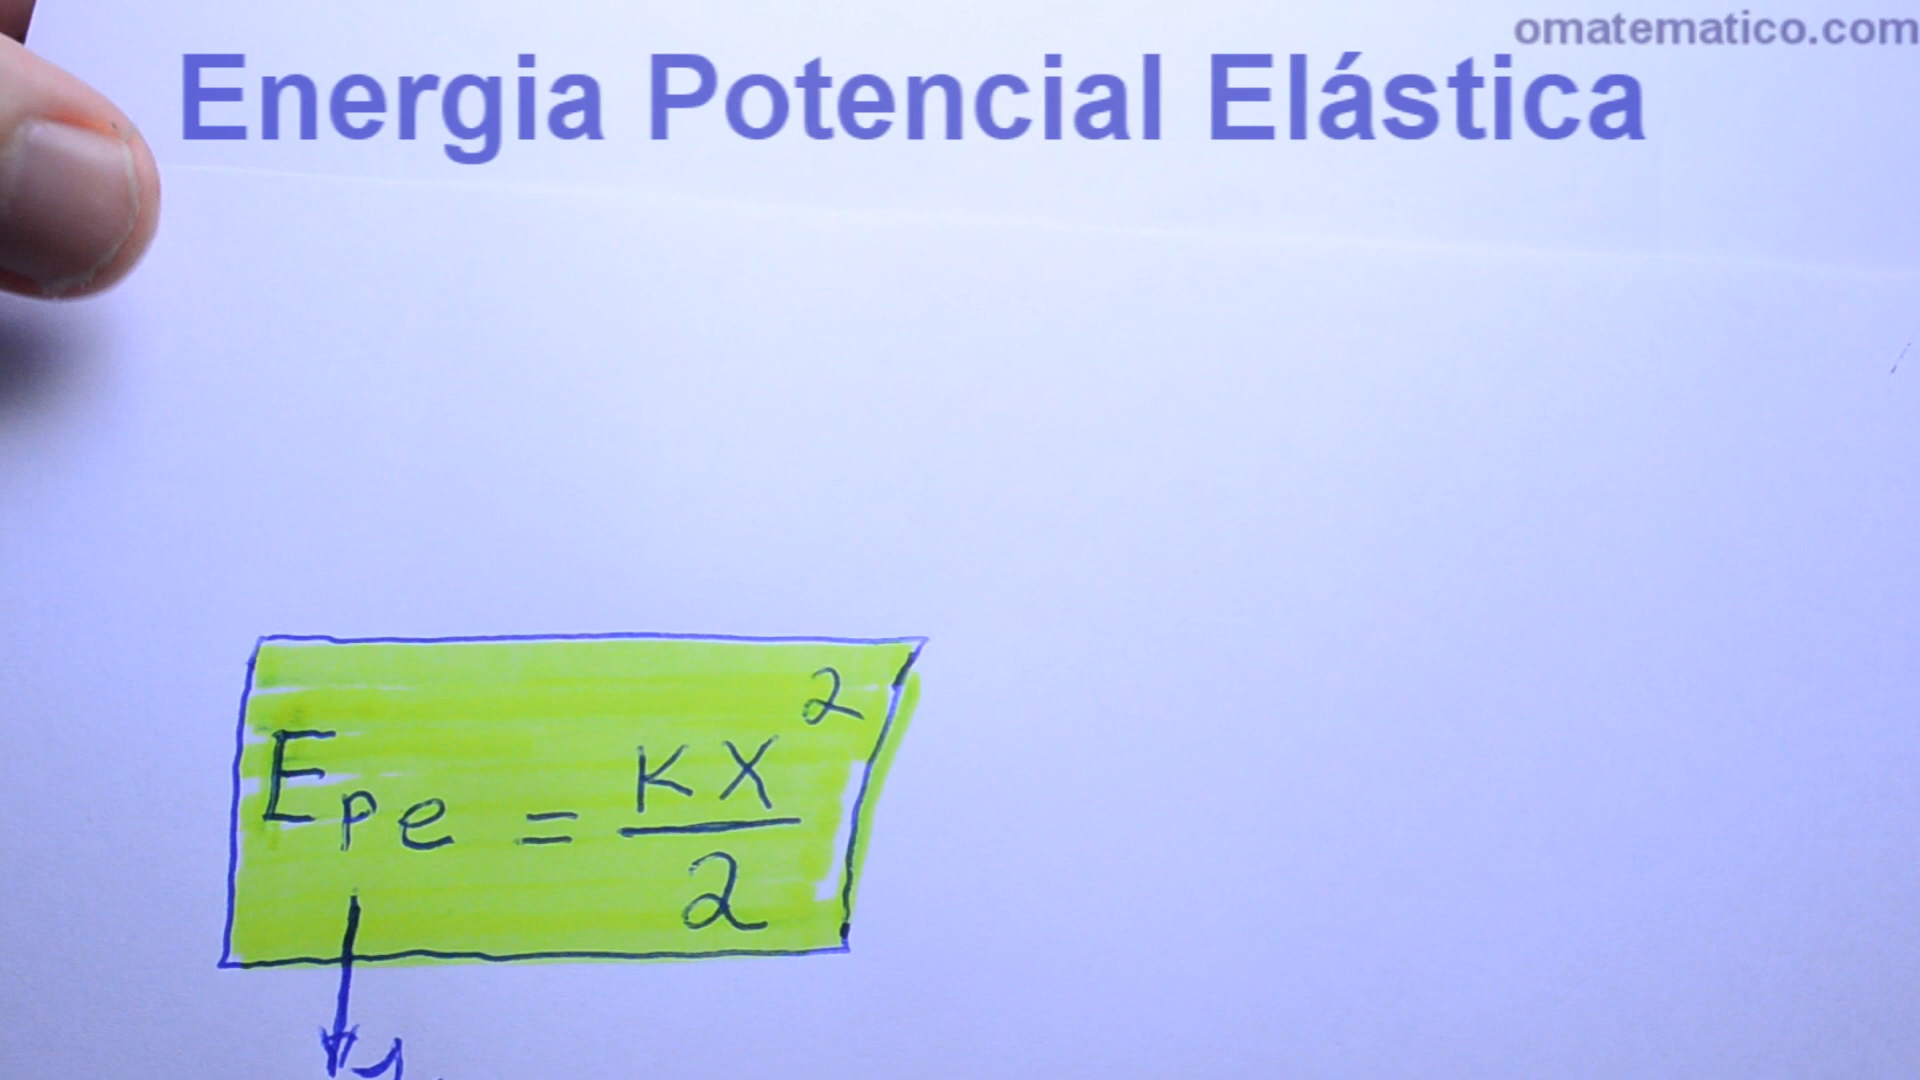 omatematico.com
Energia Potencial Elástica
Epe = KX²
2